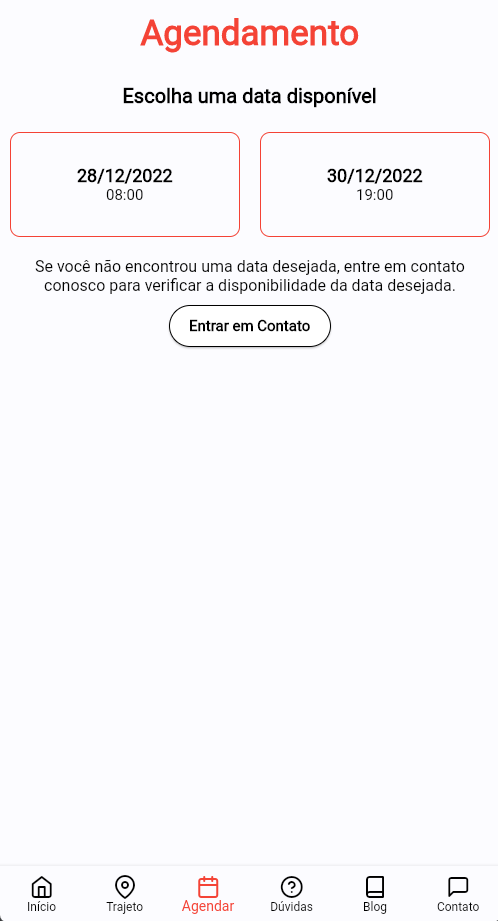 Agendamento
Escolha uma data disponível
28/12/2022
08:00
30/12/2022
19:00
Se você não encontrou uma data desejada, entre em contato
conosco para verificar a disponibilidade da data desejada.
Entrar em Contato
Início
Trajeto
Agendar
Dúvidas
Blog
Contato